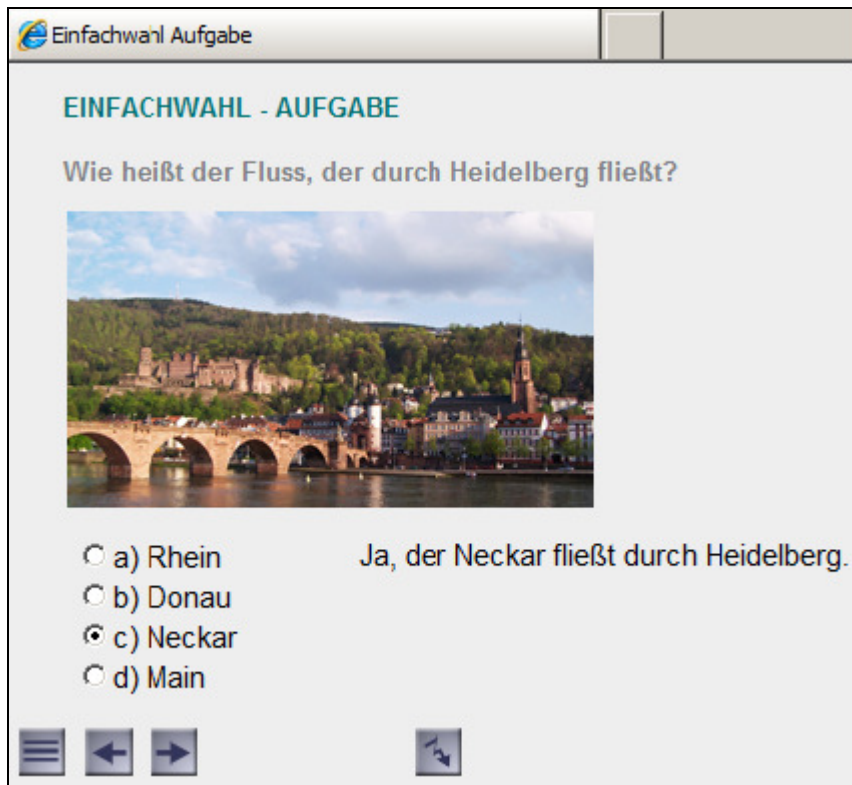 Einfachwahl Aufgabe
EINFACHWAHL - AUFGABE
Wie heißt der Fluss, der durch Heidelberg fließt?
a) Rhein
Ja, der Neckar fließt durch Heidelberg.
b) Donau
c) Neckar
d) Main